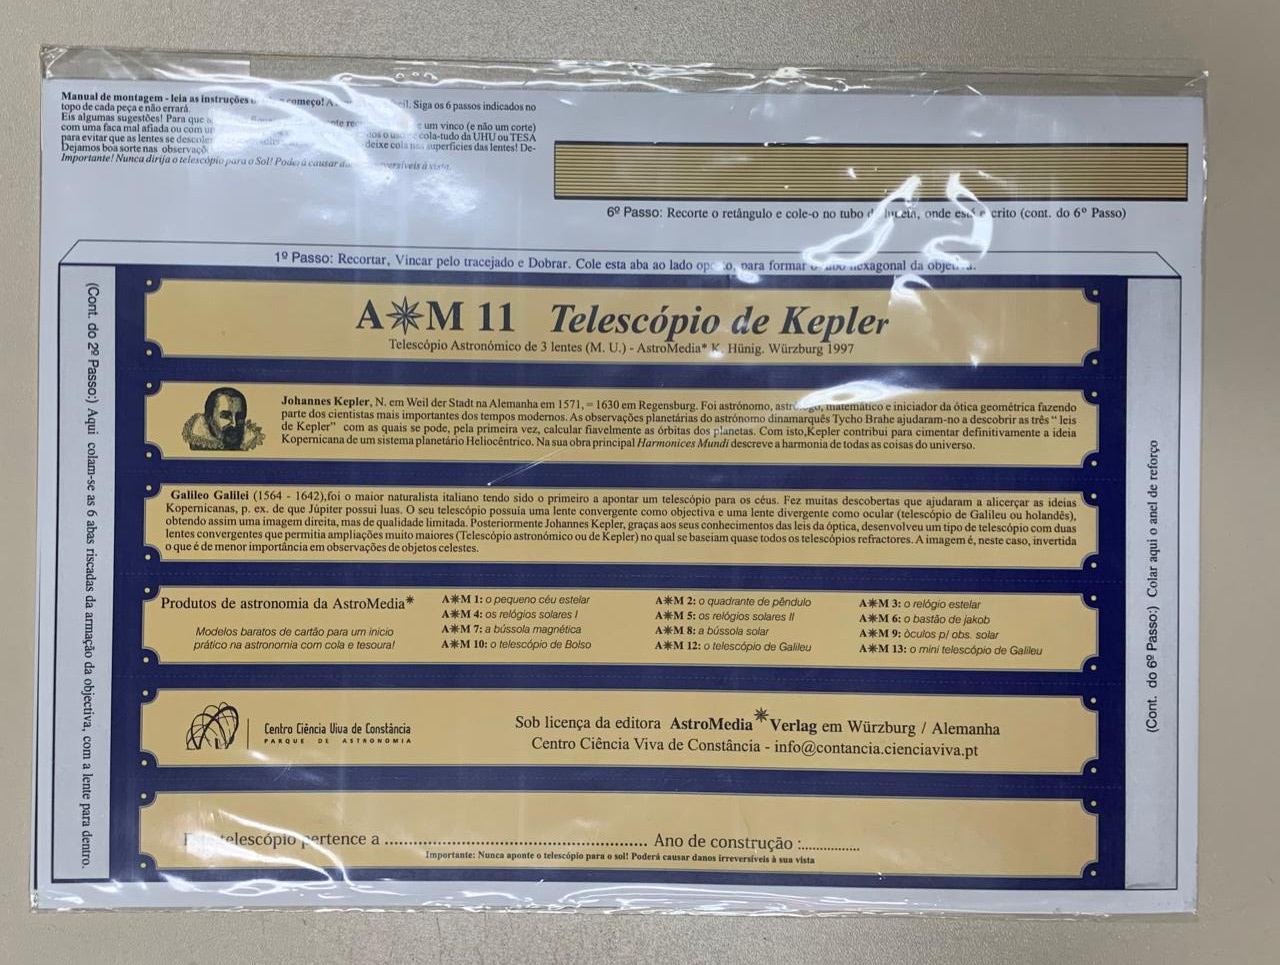 Manual de montagem - leia as instruções começo! A Siga os 6 passos indicados no
topo de cada peça e não errará.
Eis algumas sugestões! Para que a um vinco (e não um corte)
com uma faca mal afiada ou com um cola-tudo da UHU ou TESA
para evitar que as lentes se descolem deixe cola nas superfícies das lentes! De-
Dejamos boa sorte nas observaçõ
Importante! Nunca dirija o telescópio para o Sol! Poderá causar danos irreversíveis à vista.
6º Passo: Recorte o retângulo e cole-o no tubo da luneta, onde está escrito (cont. do 6º Passo)
1º Passo: Recortar, Vincar pelo tracejado e Dobrar. Cole esta aba ao lado oposto, para formar o tubo hexagonal da objetiva.
(Cont. do 2º Passo:) Aqui colam-se as 6 abas riscadas da armação da objectiva, com a lente para dentro.
A☀M 11 Telescópio de Kepler
Telescópio Astronómico de 3 lentes (M. U.) - AstroMedia* K. Hünig. Würzburg 1997
Johannes Kepler, N. em Weil der Stadt na Alemanha em 1571, = 1630 em Regensburg. Foi astrónomo, astrólogo, matemático e iniciador da ótica geométrica fazendo
parte dos cientistas mais importantes dos tempos modernos. As observações planetárias do astrónomo dinamarquês Tycho Brahe ajudaram-no a descobrir as três "leis
de Kepler" com as quais se pode, pela primeira vez, calcular fiavelmente as órbitas dos planetas. Com isto,Kepler contribui para cimentar definitivamente a ideia
Kopernicana de um sistema planetário Heliocêntrico. Na sua obra principal Harmonices Mundi descreve a harmonia de todas as coisas do universo.
Galileo Galilei (1564 - 1642),foi o maior naturalista italiano tendo sido o primeiro a apontar um telescópio para os céus. Fez muitas descobertas que ajudaram a alicerçar as ideias
Kopernicanas, p. ex. de que Júpiter possui luas. O seu telescópio possuía uma lente convergente como objectiva e uma lente divergente como ocular (telescópio de Galileu ou holandês),
obtendo assim uma imagem direita, mas de qualidade limitada. Posteriormente Johannes Kepler, graças aos seus conhecimentos das leis da óptica, desenvolveu um tipo de telescópio com duas
lentes convergentes que permitia ampliações muito maiores (Telescópio astronómico ou de Kepler) no qual se baseiam quase todos os telescópios refractores. A imagem é, neste caso, invertida
o que é de menor importância em observações de objetos celestes.
Produtos de astronomia da AstroMedia*
Modelos baratos de cartão para um início
prático na astronomia com cola e tesoura!
A☀M 1: o pequeno céu estelar
A☀M 4: os relógios solares I
A☀M 7: a bússola magnética
A☀M 10: o telescópio de Bolso
A☀M 2: o quadrante de pêndulo
A☀M 5: os relógios solares II
A☀M 8: a bússola solar
A☀M 12: o telescópio de Galileu
A☀M 3: o relógio estelar
A☀M 6: o bastão de jakob
A☀M 9: òculos p/ obs. solar
A☀M 13: o mini telescópio de Galileu
Centro Ciência Viva de Constância
PARQUE DE ASTRONOMIA
Sob licença da editora AstroMedia*Verlag em Würzburg / Alemanha
Centro Ciência Viva de Constância - info@contancia.cienciaviva.pt
Este telescópio pertence a .................................................. Ano de construção :...............
Importante: Nunca aponte o telescópio para o sol! Poderá causar danos irreversíveis à sua vista
(Cont. do 6º Passo:) Colar aqui o anel de reforço